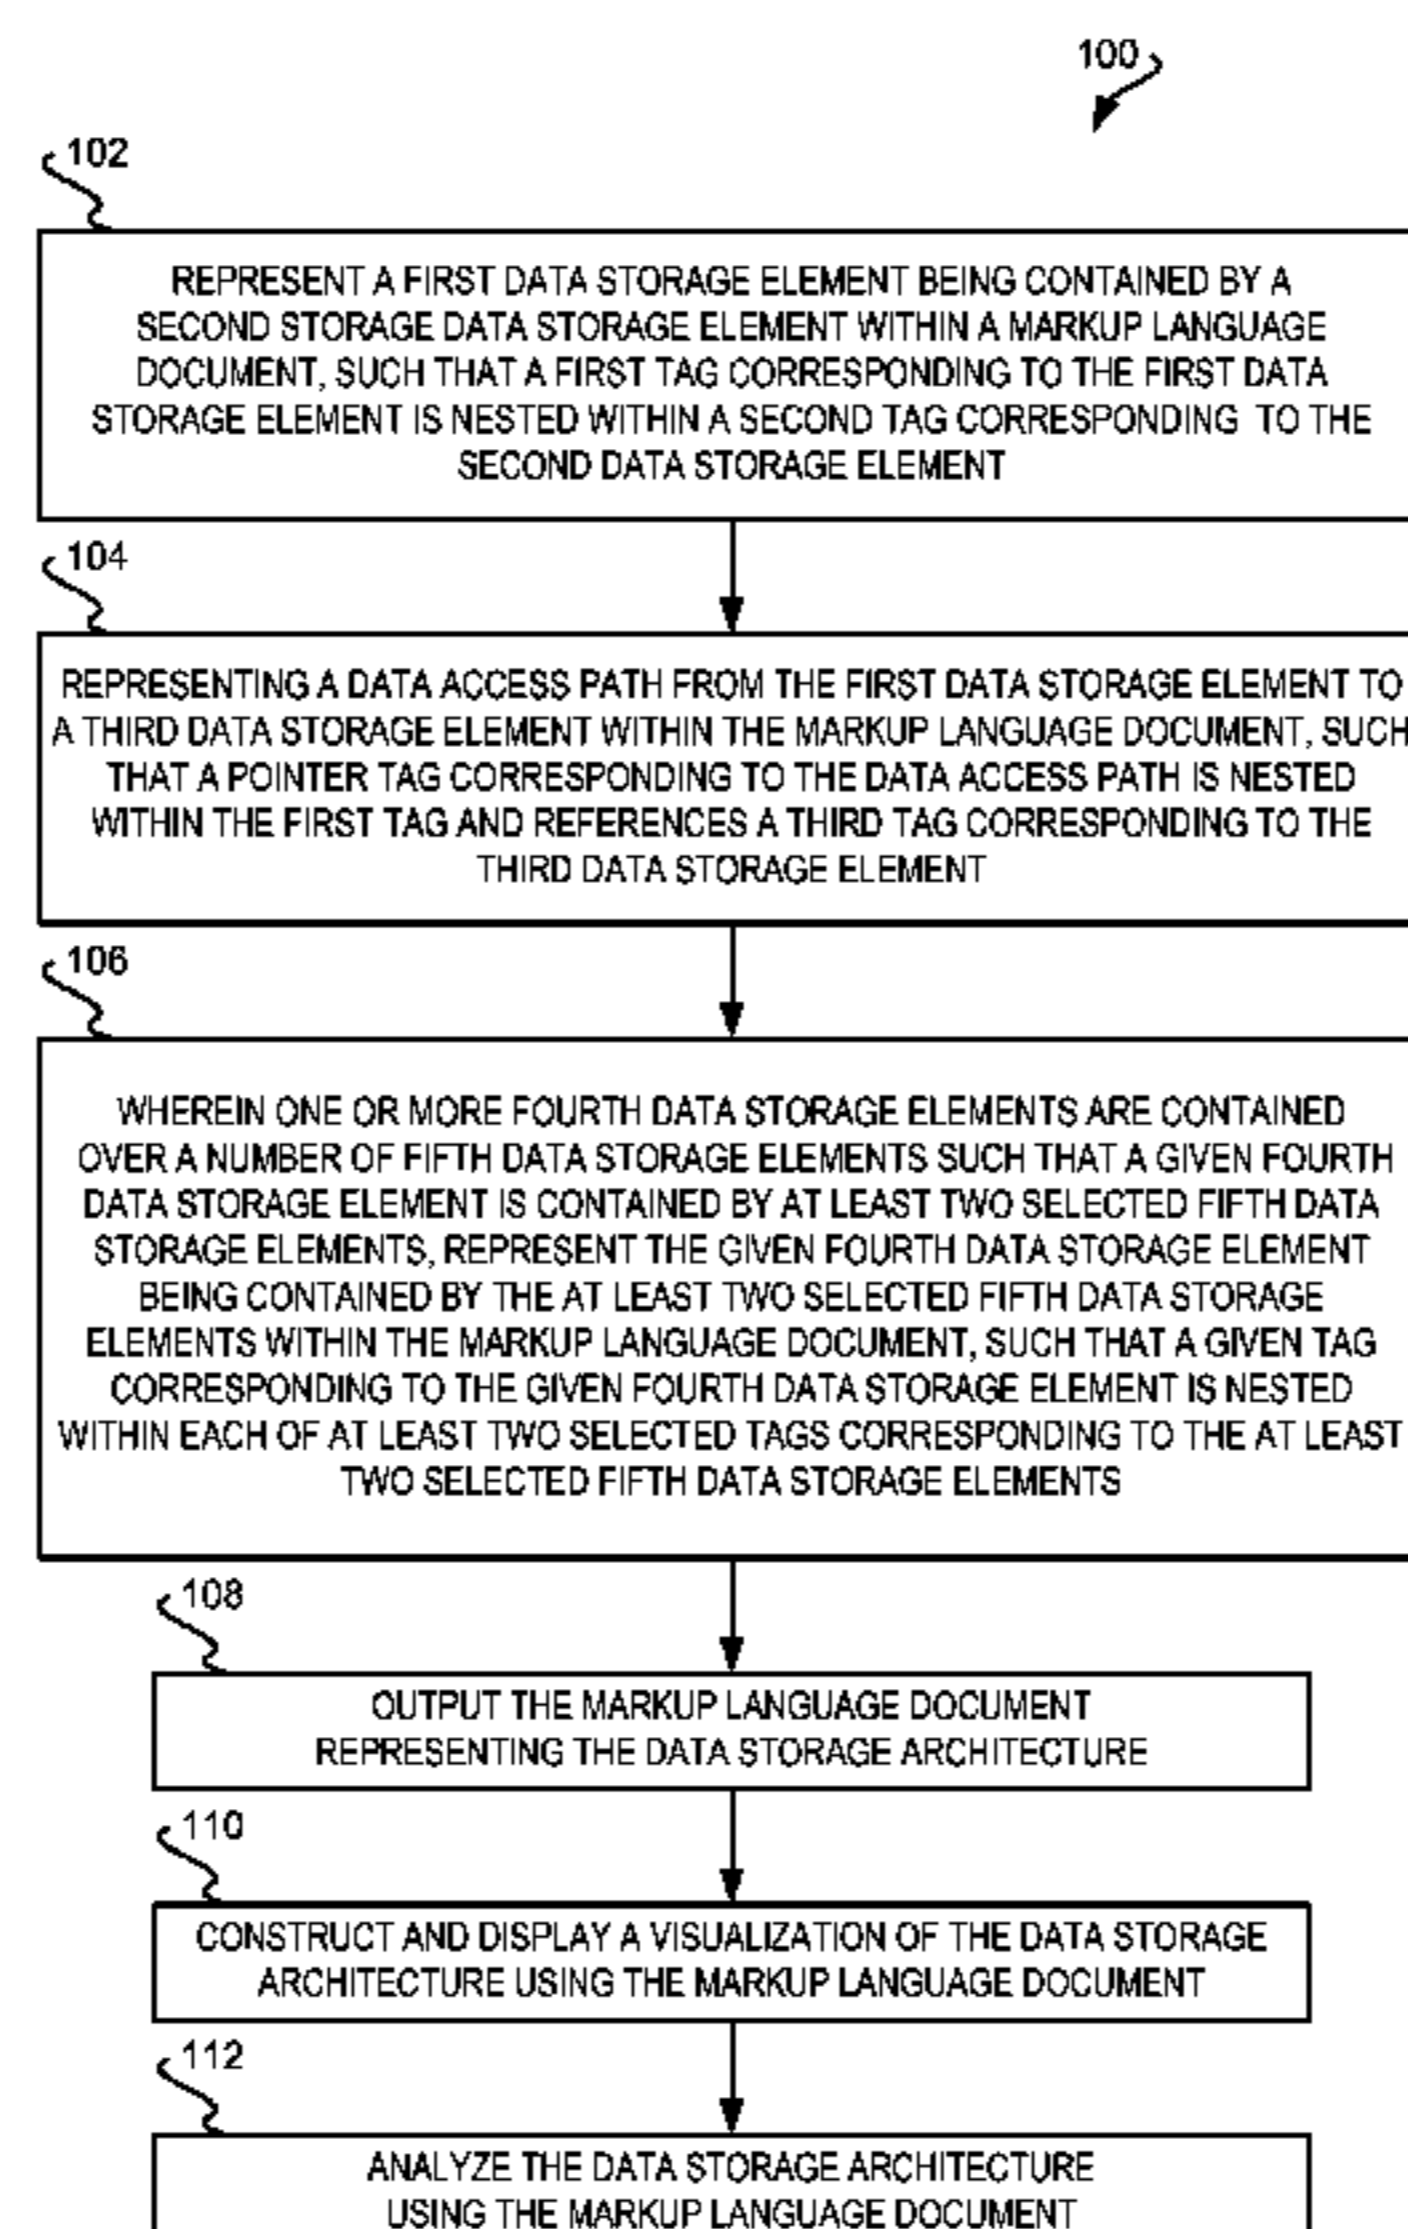 100
102
REPRESENT A FIRST DATA STORAGE ELEMENT BEING CONTAINED BY A
SECOND STORAGE DATA STORAGE ELEMENT WITHIN A MARKUP LANGUAGE
DOCUMENT, SUCH THAT A FIRST TAG CORRESPONDING TO THE FIRST DATA
STORAGE ELEMENT IS NESTED WITHIN A SECOND TAG CORRESPONDING TO THE
SECOND DATA STORAGE ELEMENT
104
REPRESENTING A DATA ACCESS PATH FROM THE FIRST DATA STORAGE ELEMENT TO
A THIRD DATA STORAGE ELEMENT WITHIN THE MARKUP LANGUAGE DOCUMENT, SUCH
THAT A POINTER TAG CORRESPONDING TO THE DATA ACCESS PATH IS NESTED
WITHIN THE FIRST TAG AND REFERENCES A THIRD TAG CORRESPONDING TO THE
THIRD DATA STORAGE ELEMENT
106
WHEREIN ONE OR MORE FOURTH DATA STORAGE ELEMENTS ARE CONTAINED
OVER A NUMBER OF FIFTH DATA STORAGE ELEMENTS SUCH THAT A GIVEN FOURTH
DATA STORAGE ELEMENT IS CONTAINED BY AT LEAST TWO SELECTED FIFTH DATA
STORAGE ELEMENTS, REPRESENT THE GIVEN FOURTH DATA STORAGE ELEMENT
BEING CONTAINED BY THE AT LEAST TWO SELECTED FIFTH DATA STORAGE
ELEMENTS WITHIN THE MARKUP LANGUAGE DOCUMENT, SUCH THAT A GIVEN TAG
CORRESPONDING TO THE GIVEN FOURTH DATA STORAGE ELEMENT IS NESTED
WITHIN EACH OF AT LEAST TWO SELECTED TAGS CORRESPONDING TO THE AT LEAST
TWO SELECTED FIFTH DATA STORAGE ELEMENTS
108
OUTPUT THE MARKUP LANGUAGE DOCUMENT
REPRESENTING THE DATA STORAGE ARCHITECTURE
110
CONSTRUCT AND DISPLAY A VISUALIZATION OF THE DATA STORAGE
ARCHITECTURE USING THE MARKUP LANGUAGE DOCUMENT
112
ANALYZE THE DATA STORAGE ARCHITECTURE
USING THE MARKUP LANGUAGE DOCUMENT